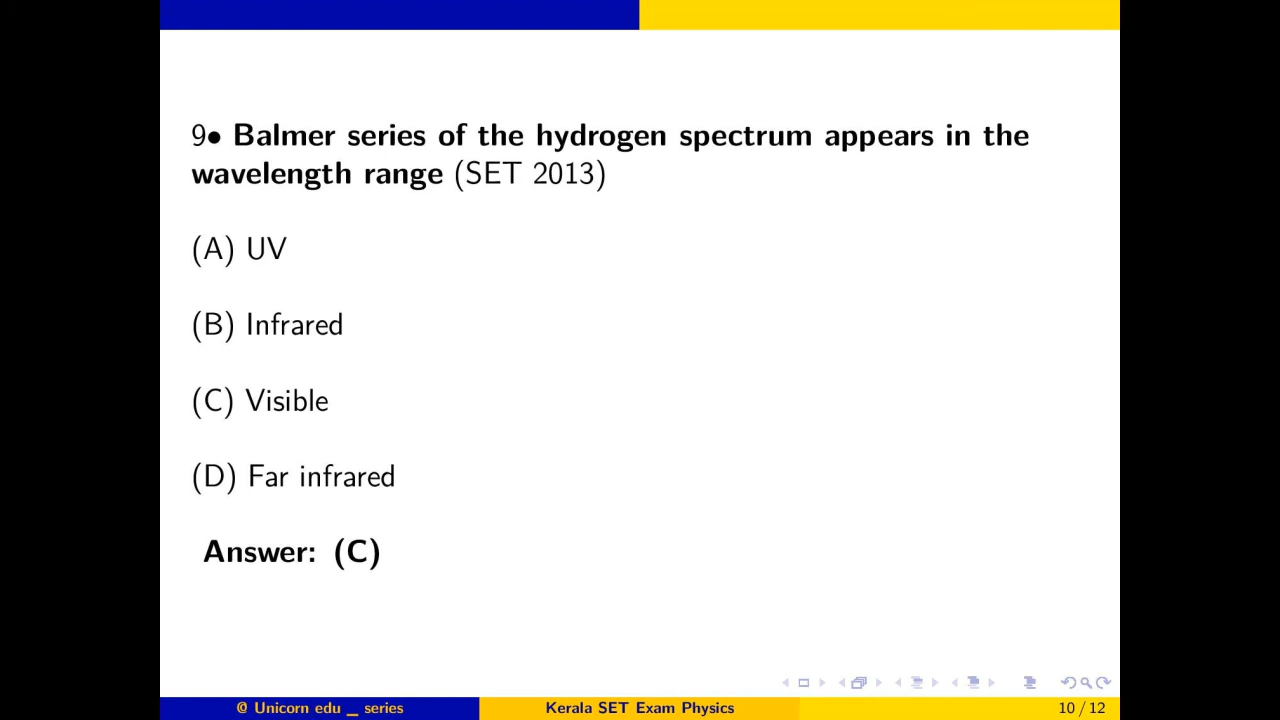 9• Balmer series of the hydrogen spectrum appears in the
wavelength range (SET 2013)
(A) UV
(B) Infrared
(C) Visible
(D) Far infrared
Answer: (C)
@ Unicorn edu _ series
Kerala SET Exam Physics
10 / 12